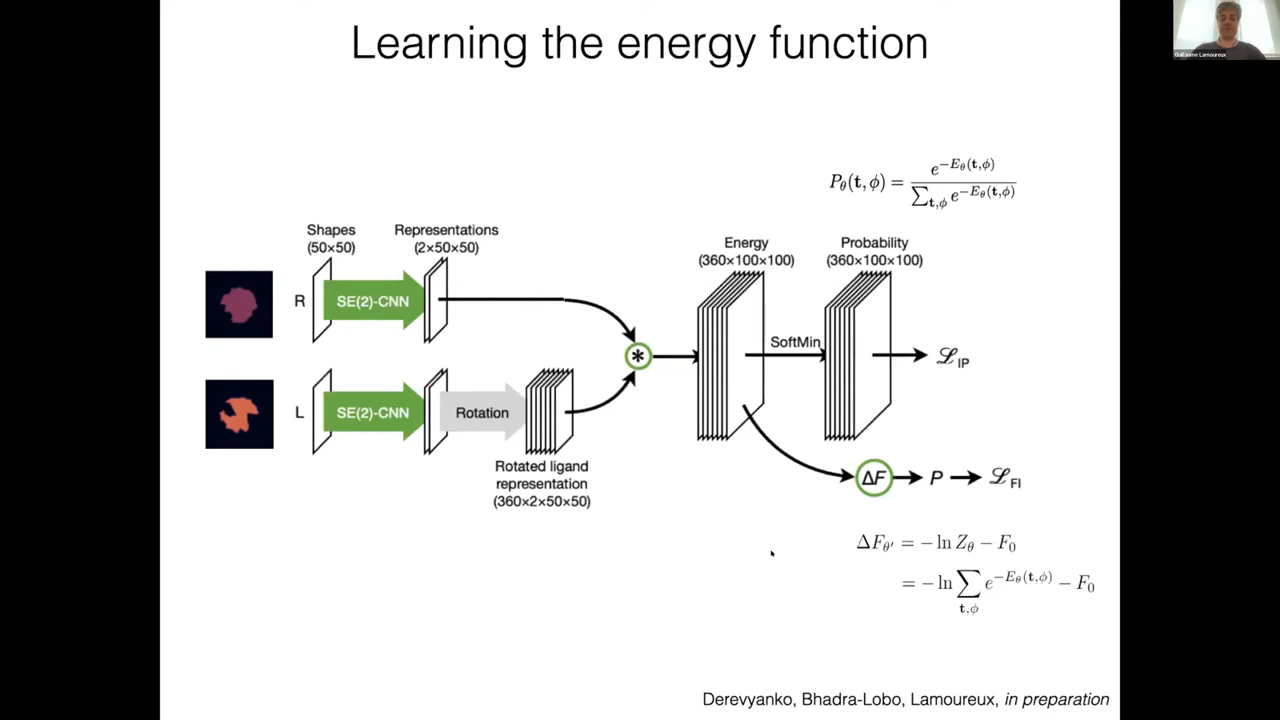 Learning the energy function
Guillaume Lamoureux
P_θ(t,ϕ) = e^{−E_θ(t,ϕ)} / ∑_{t,ϕ} e^{−E_θ(t,ϕ)}
Shapes
(50×50)
Representations
(2×50×50)
Energy
(360×100×100)
Probability
(360×100×100)
R
SE(2)-CNN
*
SoftMin
ℒ_IP
L
SE(2)-CNN
Rotation
Rotated ligand
representation
(360×2×50×50)
ΔF
P
ℒ_FI
ΔF_θ′ = −ln Z_θ − F_0
= −ln ∑_{t,ϕ} e^{−E_θ(t,ϕ)} − F_0
Derevyanko, Bhadra-Lobo, Lamoureux, in preparation